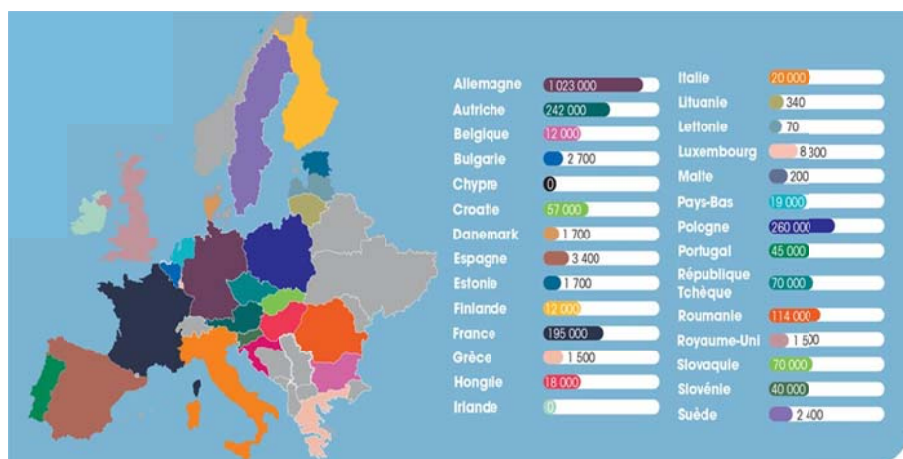 Allemagne 1 023 000
Autriche 242 000
Belgique 12 000
Bulgarie 2 700
Chypre 0
Croatie 57 000
Danemark 1 700
Espagne 3 400
Estonie 1 700
Finlande 12 000
France 195 000
Grèce 1 500
Hongrie 18 000
Irlande 0
Italie 20 000
Lituanie 340
Lettonie 70
Luxembourg 8 300
Malte 200
Pays-Bas 19 000
Pologne 260 000
Portugal 45 000
République
Tchèque 70 000
Roumanie 114 000
Royaume-Uni 1 500
Slovaquie 70 000
Slovénie 40 000
Suède 2 400